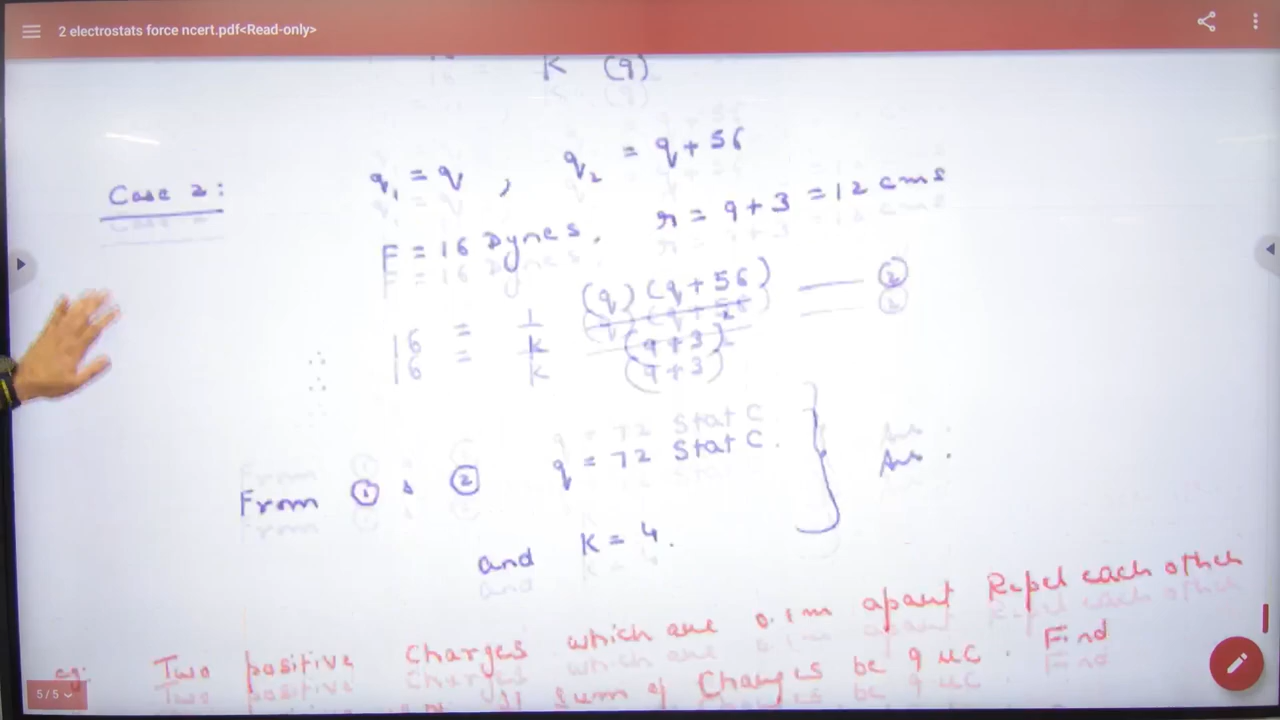 2 electrostats force ncert.pdf<Read-only>
K (9)
Case 2: q₁ = q , q₂ = q + 56
F = 16 Dynes. r = 9 + 3 = 12 cms
∴ 16 = 1/K (q)(q + 56)/(9 + 3)² — ②
From ① & ② q = 72 Stat C. } Ans.
and K = 4.
eg: Two positive charges which are 0.1m apart Repel each other
sum of charges be 9 μC. Find
5/5